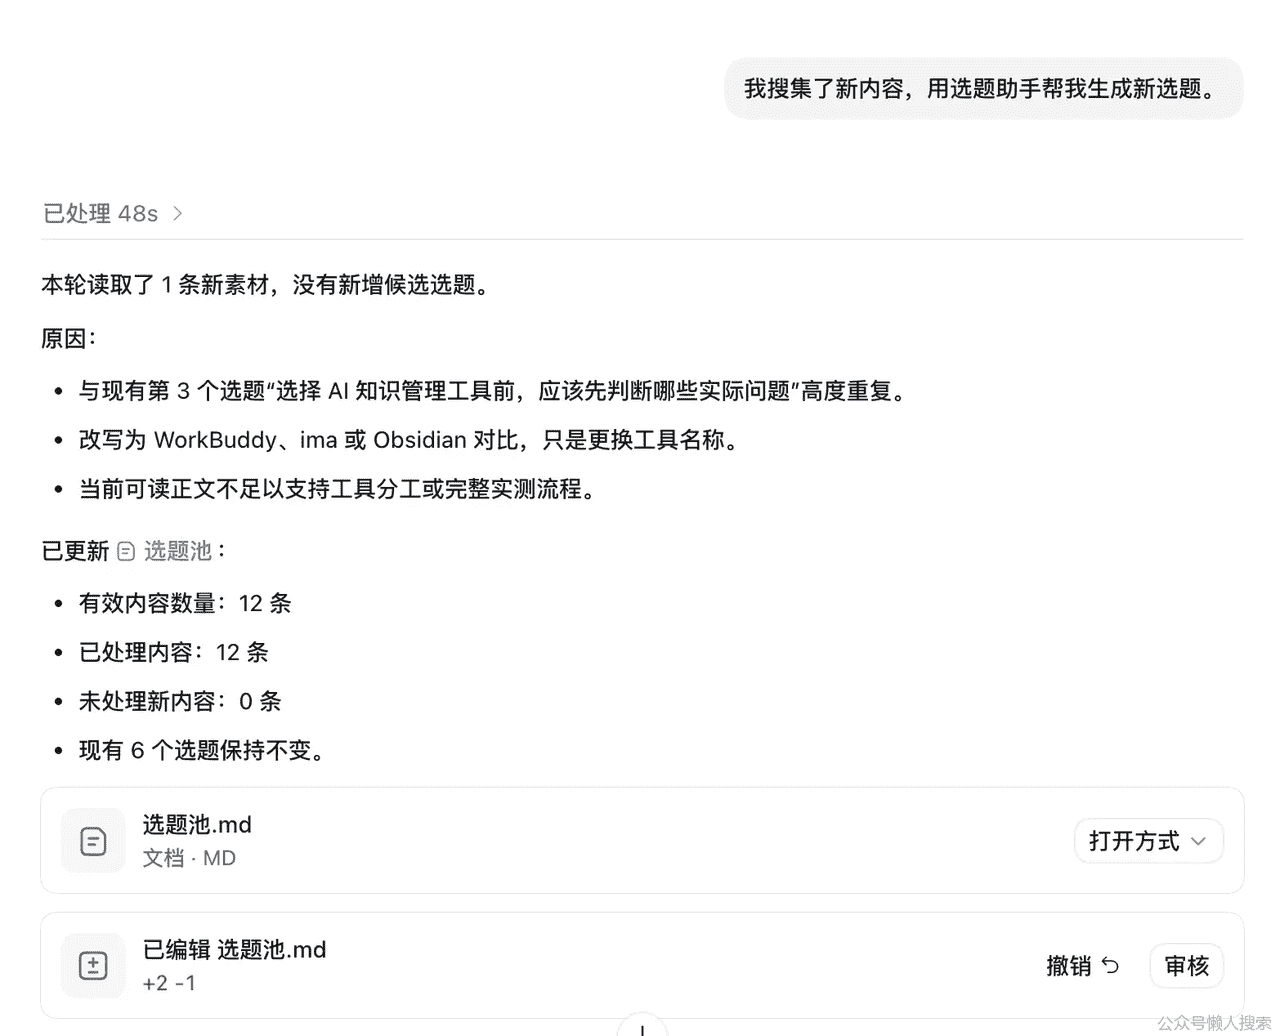 我搜集了新内容，用选题助手帮我生成新选题。
已处理 48s
本轮读取了 1 条新素材，没有新增候选选题。
原因：
与现有第 3 个选题“选择 AI 知识管理工具前，应该先判断哪些实际问题”高度重复。
改写为 WorkBuddy、ima 或 Obsidian 对比，只是更换工具名称。
当前可读正文不足以支持工具分工或完整实测流程。
已更新 选题池：
有效内容数量：12 条
已处理内容：12 条
未处理新内容：0 条
现有 6 个选题保持不变。
选题池.md
文档 · MD
打开方式
已编辑 选题池.md
+2 -1
撤销
审核
公众号懒人搜索